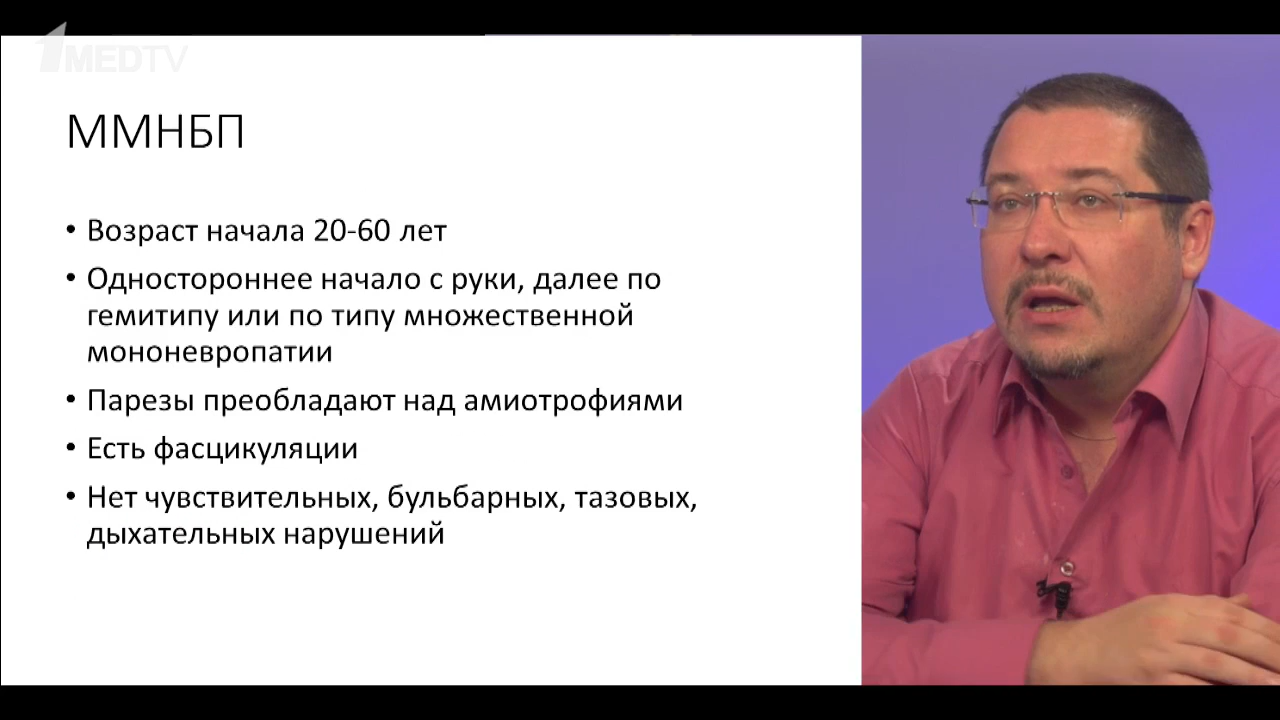 1MEDTV
ММНБП
• Возраст начала 20-60 лет
• Одностороннее начало с руки, далее по
гемитипу или по типу множественной
мононевропатии
• Парезы преобладают над амиотрофиями
• Есть фасцикуляции
• Нет чувствительных, бульбарных, тазовых,
дыхательных нарушений